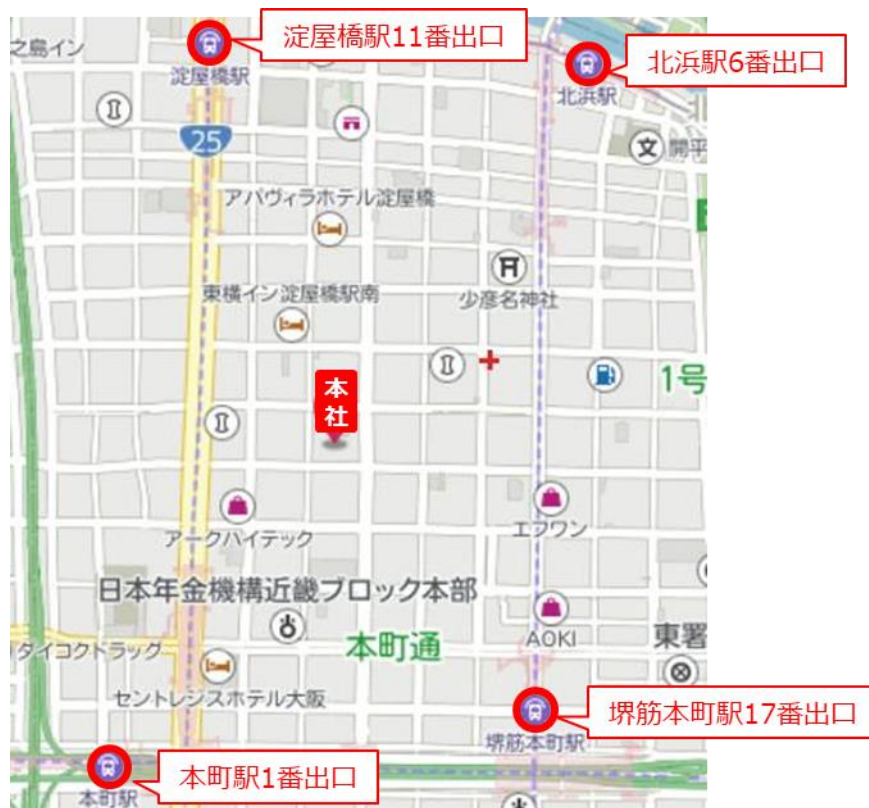 淀屋橋駅11番出口
之島イン
淀屋橋駅
北浜駅6番出口
北浜駅
25
文
開平
アパヴィラホテル淀屋橋
東横イン淀屋橋駅南
少彦名神社
1号
本
社
アークハイテック
エフワン
日本年金機構近畿ブロック本部
AOKI
東署
タイコクドラッグ
本町通
セントレジスホテル大阪
堺筋本町駅17番出口
堺筋本町駅
本町駅1番出口
本町駅